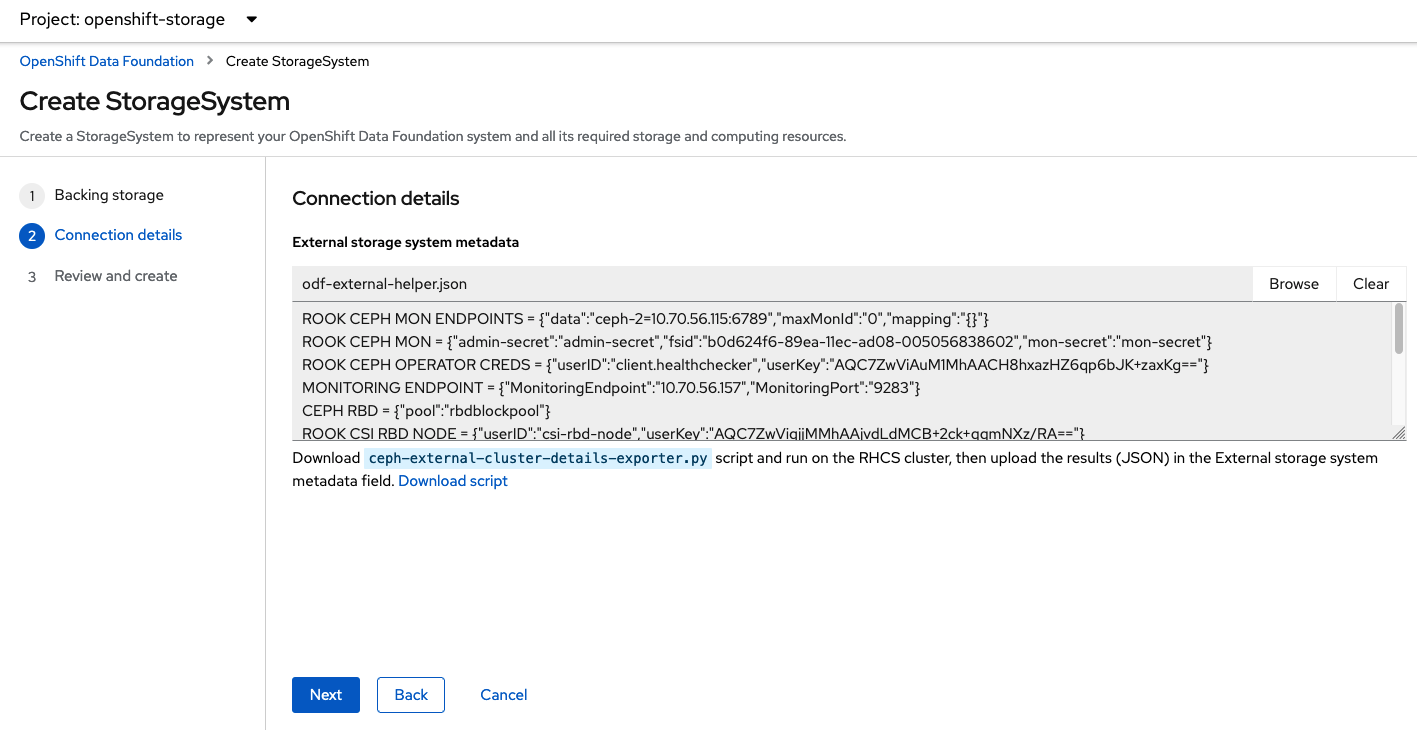 Project: openshift-storage
OpenShift Data Foundation > Create StorageSystem
Create StorageSystem
Create a StorageSystem to represent your OpenShift Data Foundation system and all its required storage and computing resources.
1 Backing storage
2 Connection details
3 Review and create
Connection details
External storage system metadata
odf-external-helper.json Browse Clear
ROOK CEPH MON ENDPOINTS = {"data":"ceph-2=10.70.56.115:6789","maxMonId":"0","mapping":"{}"}
ROOK CEPH MON = {"admin-secret":"admin-secret","fsid":"b0d624f6-89ea-11ec-ad08-005056838602","mon-secret":"mon-secret"}
ROOK CEPH OPERATOR CREDS = {"userID":"client.healthchecker","userKey":"AQC7ZwViAuM1MhAACH8hxazHZ6qp6bJK+zaxKg=="}
MONITORING ENDPOINT = {"MonitoringEndpoint":"10.70.56.157","MonitoringPort":"9283"}
CEPH RBD = {"pool":"rbdblockpool"}
ROOK CSI RBD NODE = {"userID":"csi-rbd-node","userKey":"AQC7ZwViqjjMMhAAjvdLdMCB+2ck+qqmNXz/RA=="}
Download ceph-external-cluster-details-exporter.py script and run on the RHCS cluster, then upload the results (JSON) in the External storage system
metadata field. Download script
Next Back Cancel